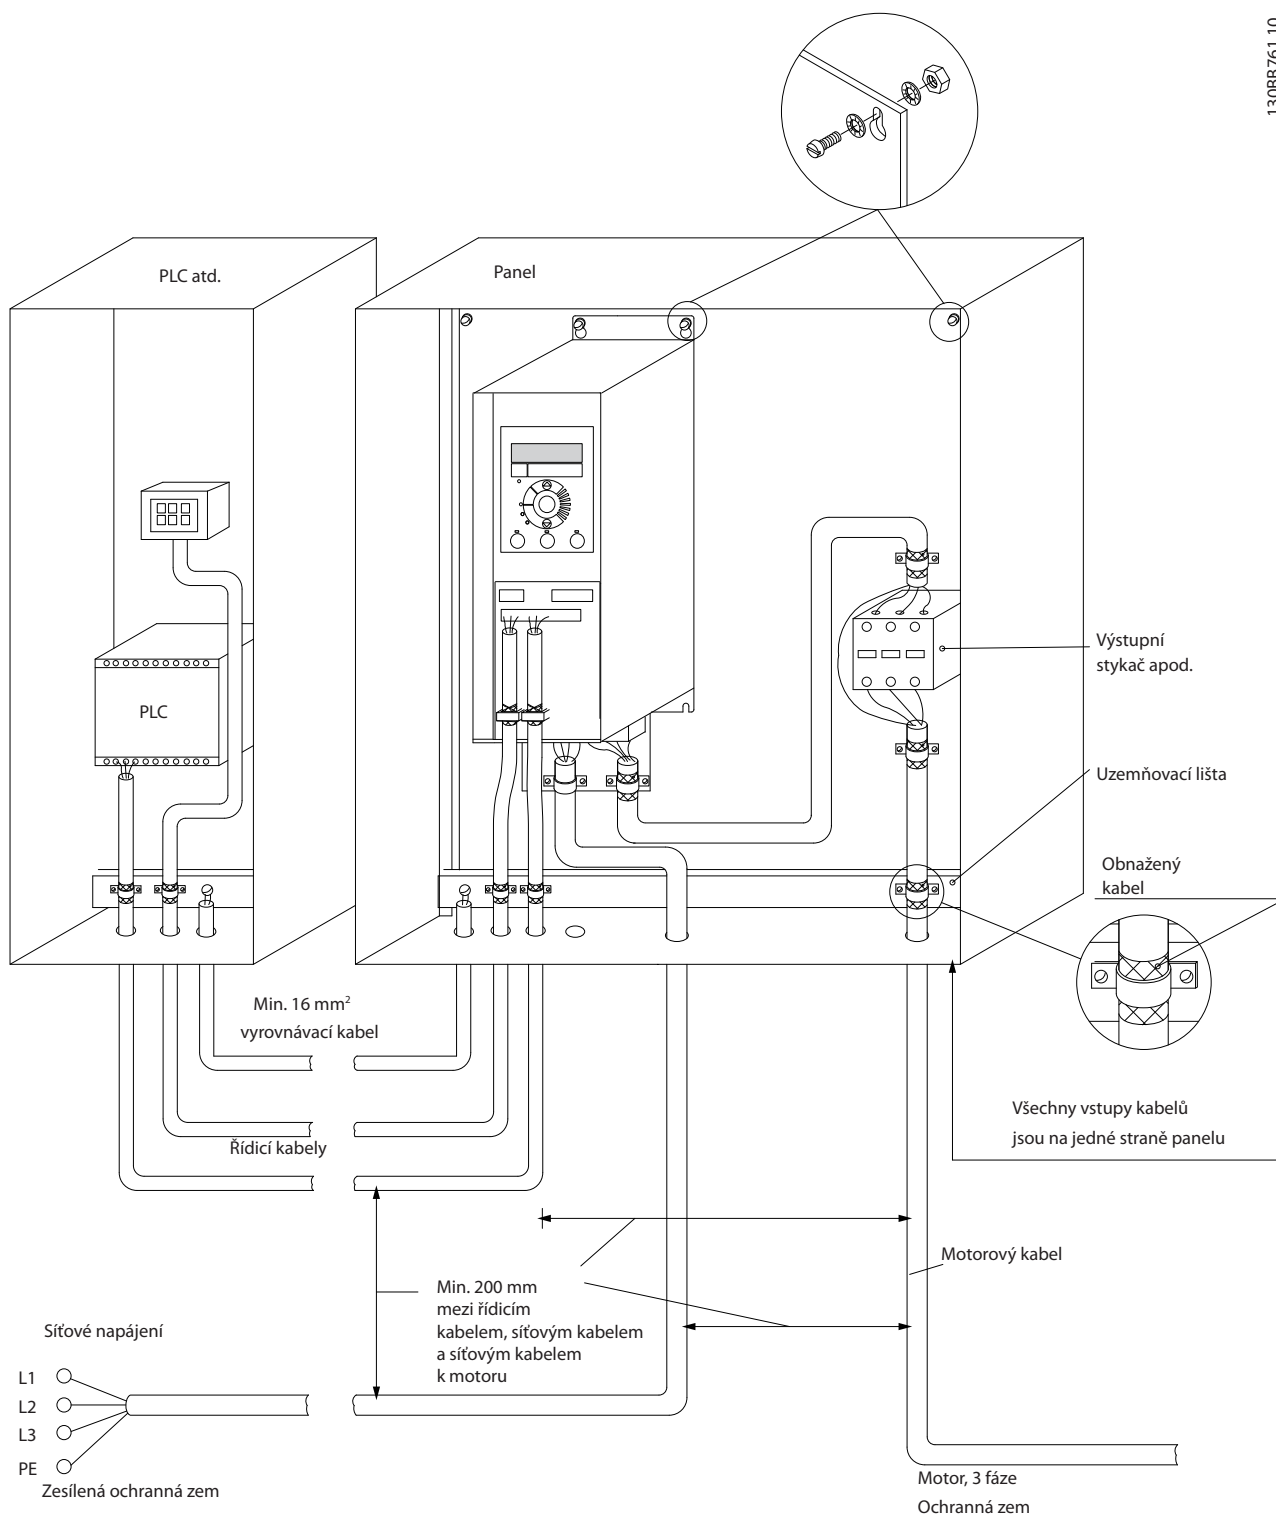 130BB761.10
PLC atd.
Panel
PLC
Výstupní
stykač apod.
Uzemňovací lišta
Obnažený
kabel
Min. 16 mm²
vyrovnávací kabel
Všechny vstupy kabelů
jsou na jedné straně panelu
Řídicí kabely
Motorový kabel
Min. 200 mm
mezi řídicím
kabelem, síťovým kabelem
a síťovým kabelem
k motoru
Síťové napájení
L1
L2
L3
PE
Zesílená ochranná zem
Motor, 3 fáze
Ochranná zem